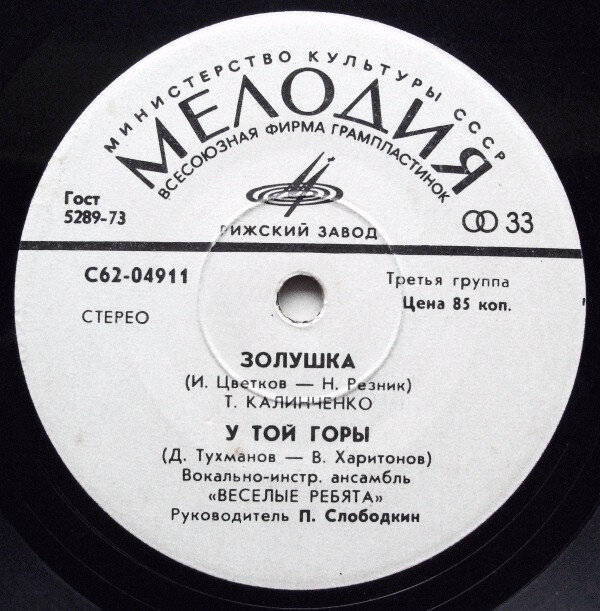 МИНИСТЕРСТВО КУЛЬТУРЫ СССР
МЕЛОДИЯ
ВСЕСОЮЗНАЯ ФИРМА ГРАМПЛАСТИНОК
Гост
5289-73
33
РИЖСКИЙ ЗАВОД
С62-04911
Третья группа
Цена 85 коп.
СТЕРЕО
ЗОЛУШКА
(И. Цветков — Н. Резник)
Т. КАЛИНЧЕНКО
У ТОЙ ГОРЫ
(Д. Тухманов — В. Харитонов)
Вокально-инстр. ансамбль
«ВЕСЕЛЫЕ РЕБЯТА»
Руководитель П. Слободкин